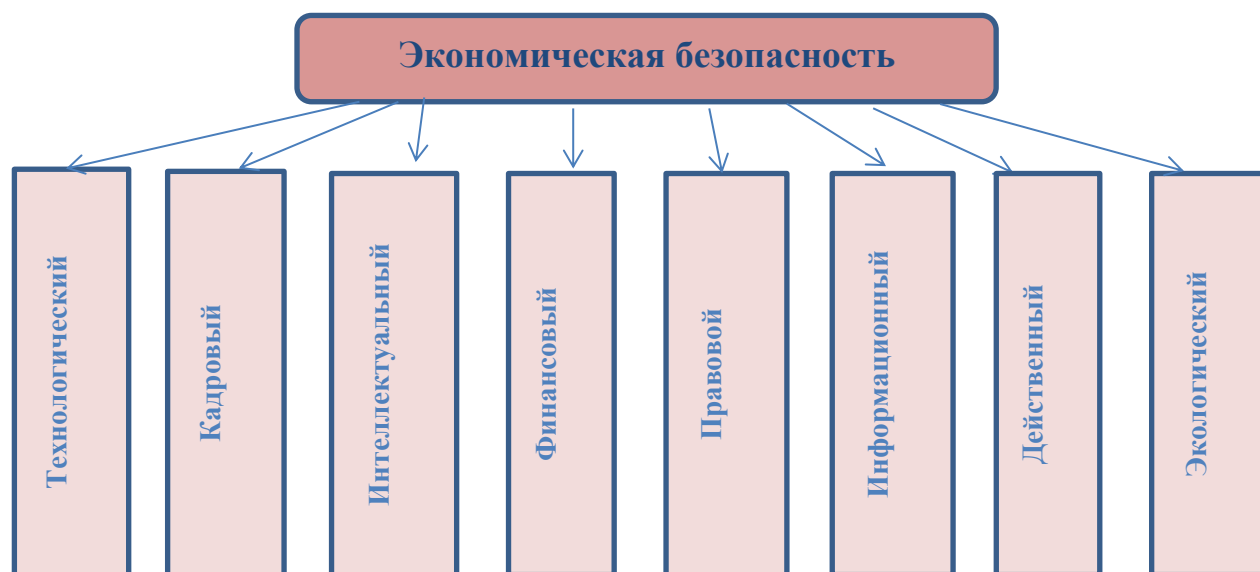 Экономическая безопасность
Технологический
Кадровый
Интеллектуальный
Финансовый
Правовой
Информационный
Действенный
Экологический